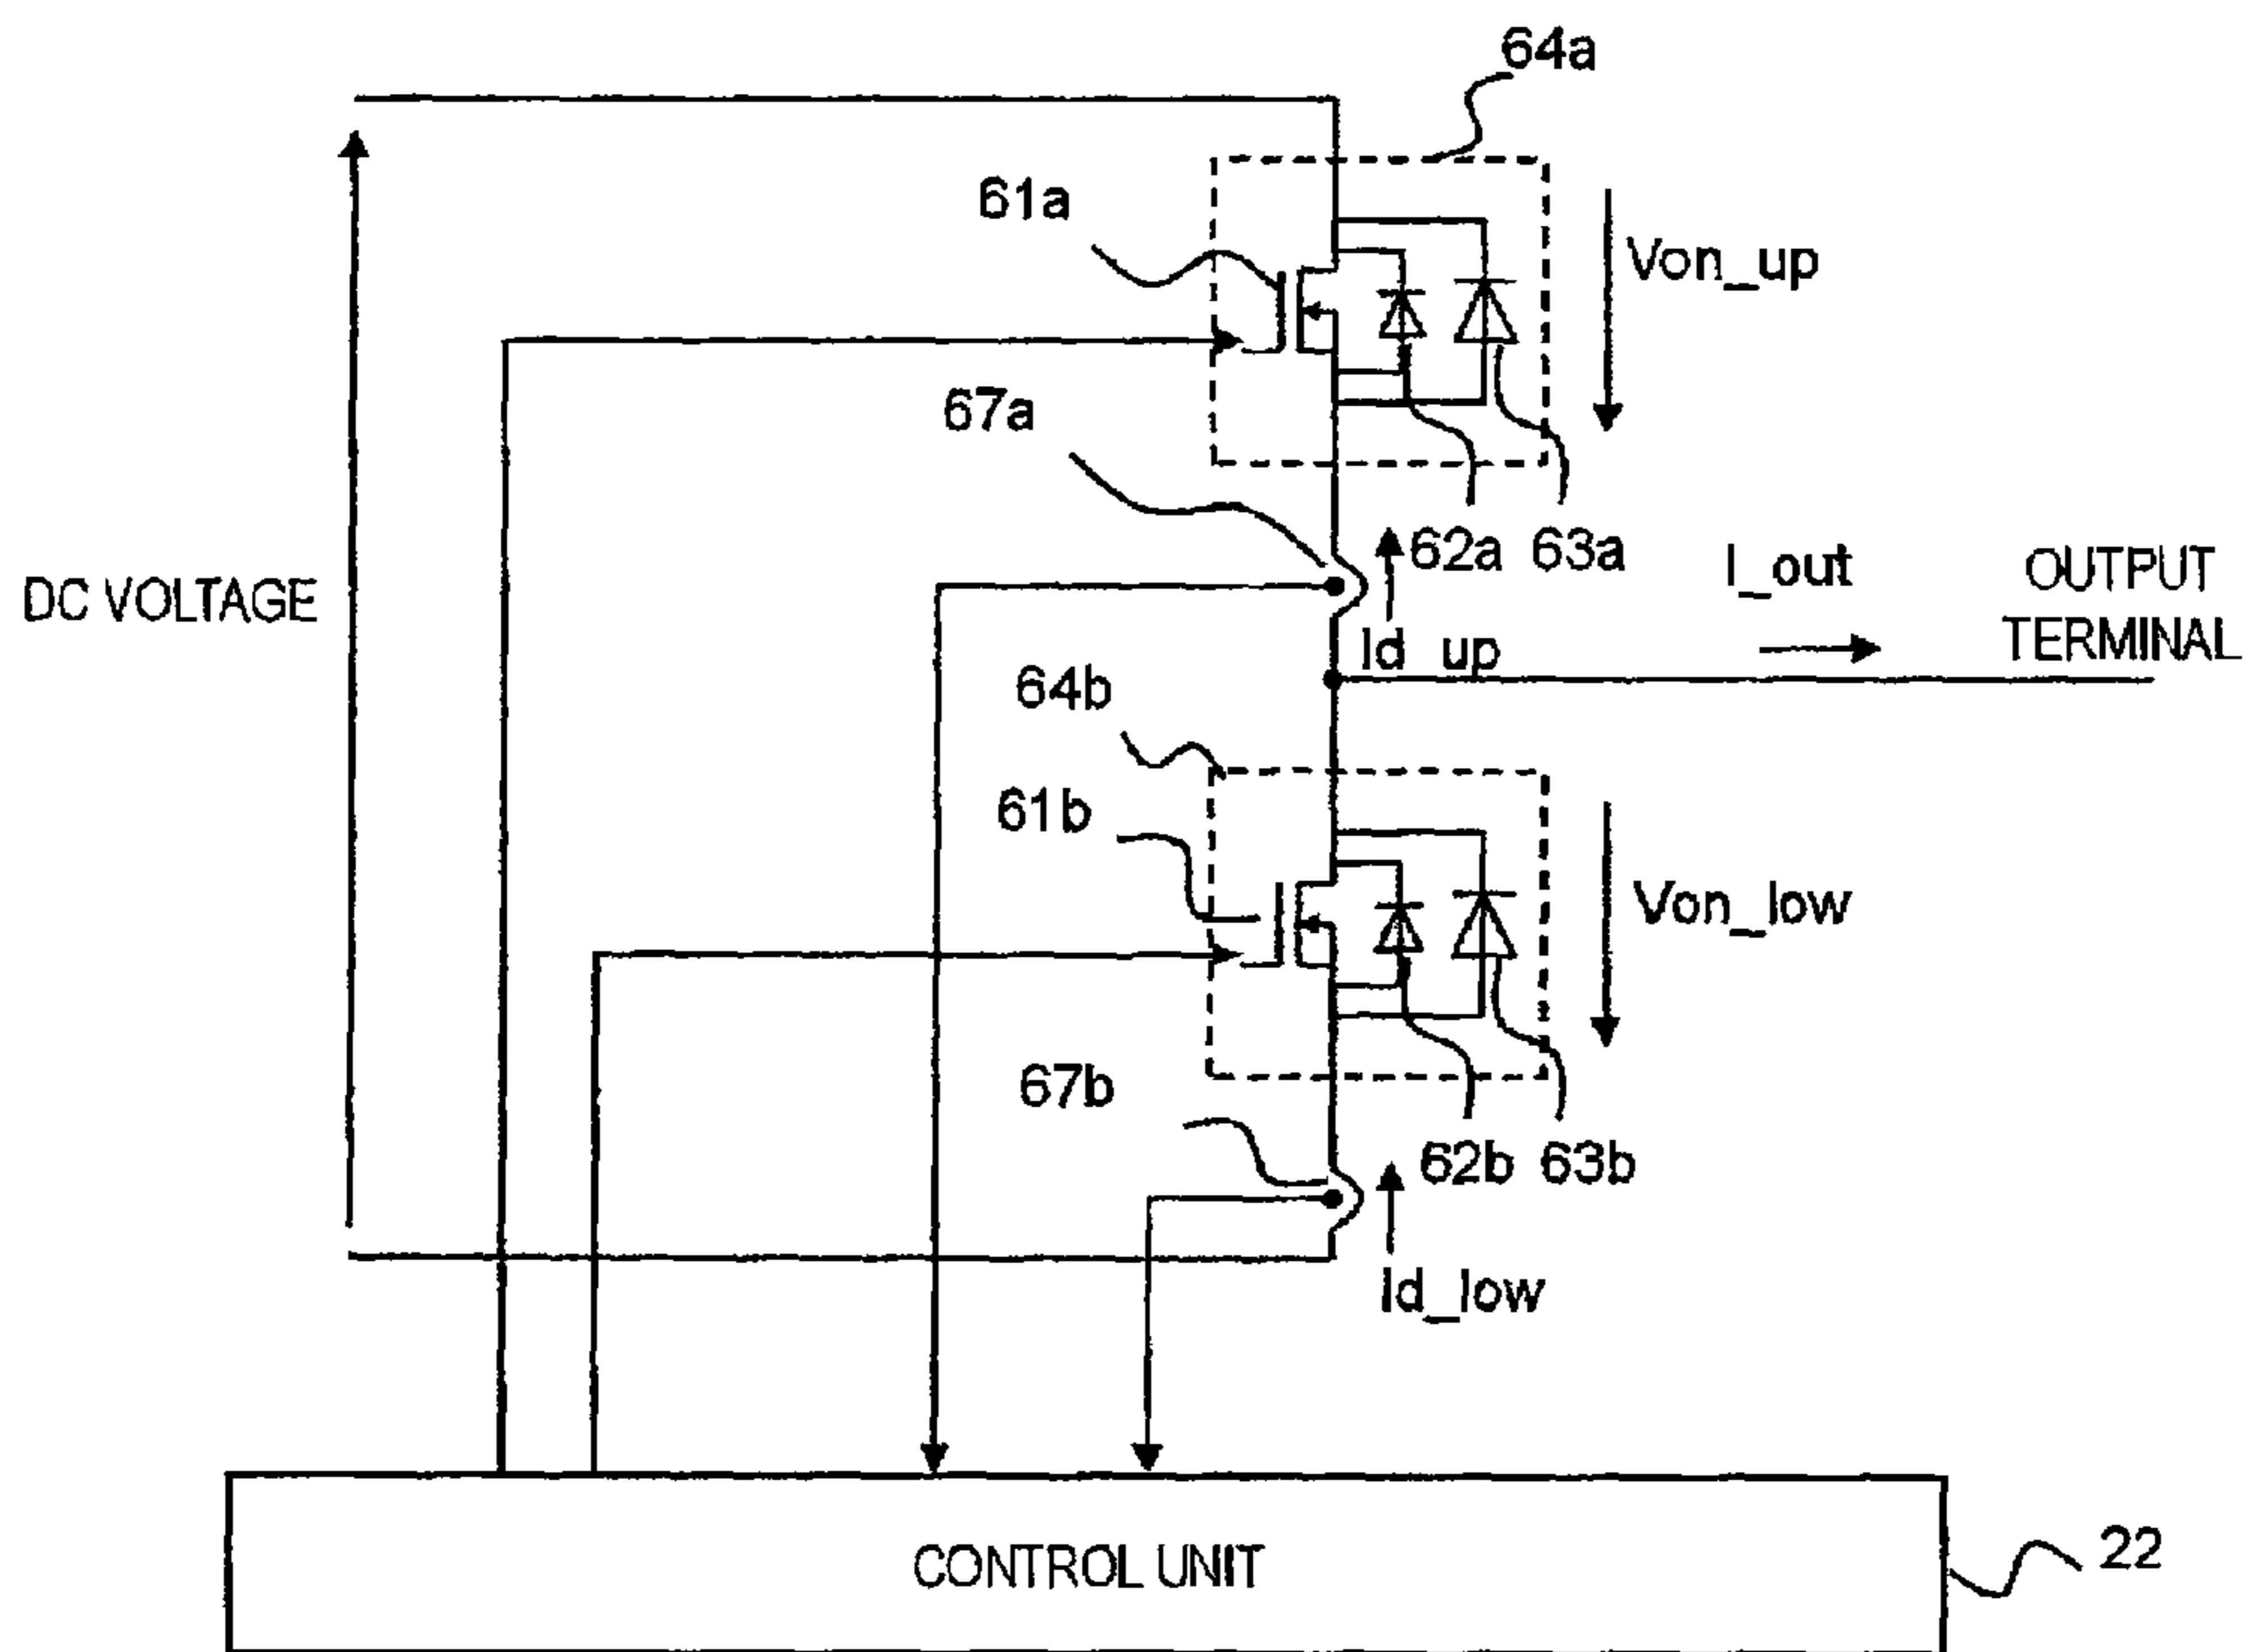 64a
61a
Von_up
67a
62a 63a
I_out
OUTPUT
TERMINAL
DC VOLTAGE
Id_up
64b
61b
Von_low
67b
62b 63b
Id_low
CONTROL UNIT
22